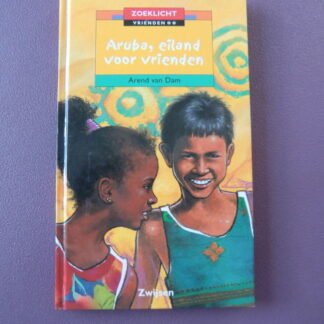 ZOEKLICHT
VRIENDEN
Aruba, eiland
voor vrienden
Arend van Dam
Zwijsen